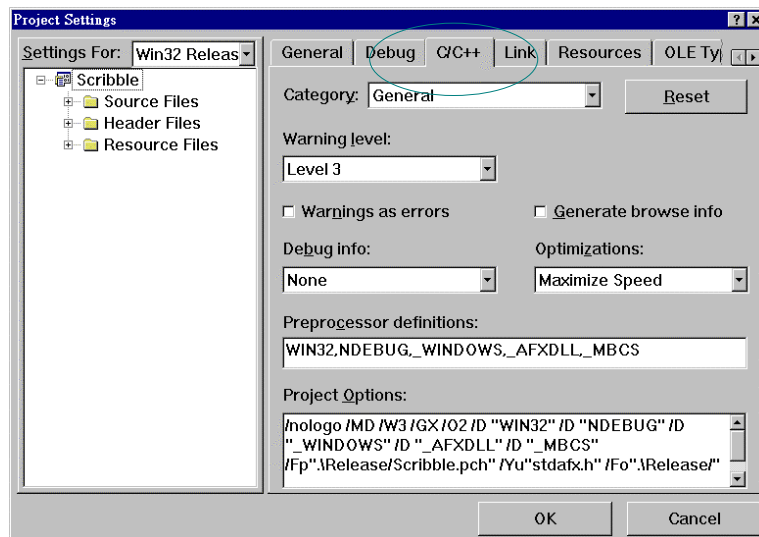 Project Settings
Settings For: Win32 Releas
General Debug C/C++ Link Resources OLE Ty
Scribble
Source Files
Header Files
Resource Files
Category: General
Reset
Warning level:
Level 3
Warnings as errors
Generate browse info
Debug info:
Optimizations:
None
Maximize Speed
Preprocessor definitions:
WIN32,NDEBUG,_WINDOWS,_AFXDLL,_MBCS
Project Options:
/nologo /MD /W3 /GX /O2 /D "WIN32" /D "NDEBUG" /D
"_WINDOWS" /D "_AFXDLL" /D "_MBCS"
/Fp".\Release/Scribble.pch" /Yu"stdafx.h" /Fo".\Release/"
OK
Cancel